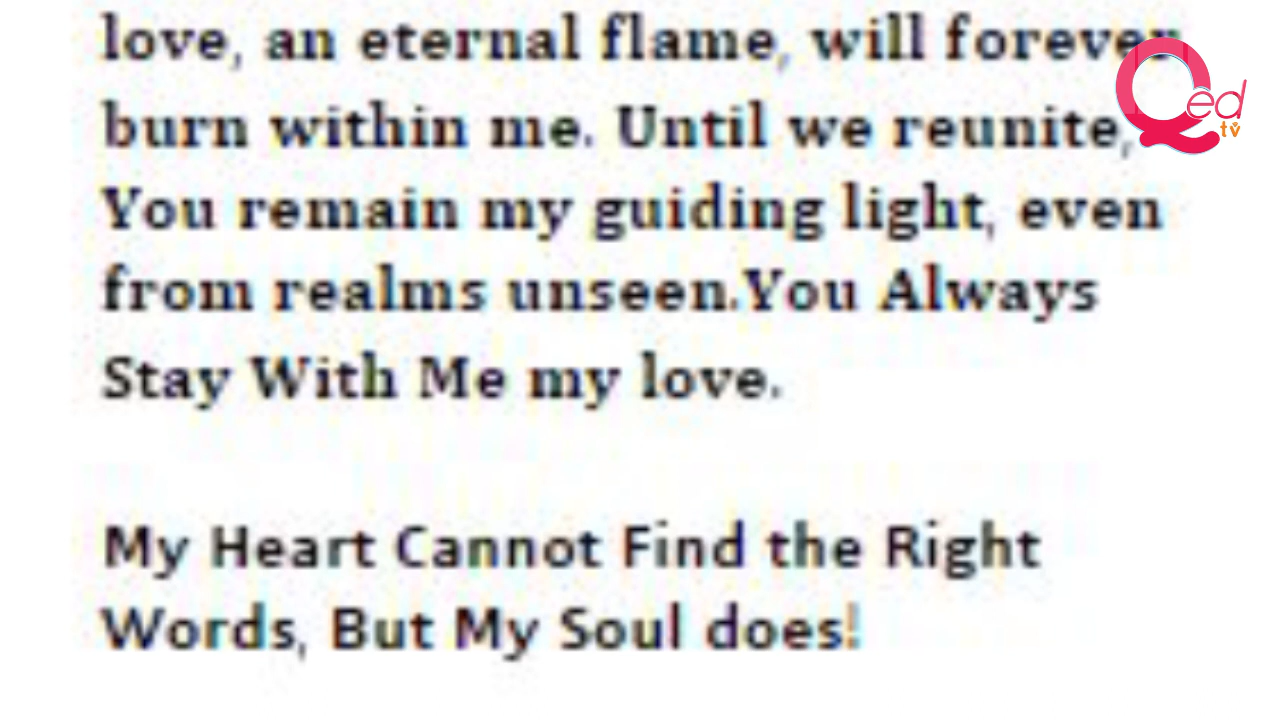 love, an eternal flame, will forever
burn within me. Until we reunite,
You remain my guiding light, even
from realms unseen.You Always
Stay With Me my love.
My Heart Cannot Find the Right
Words, But My Soul does!
Qed
tv